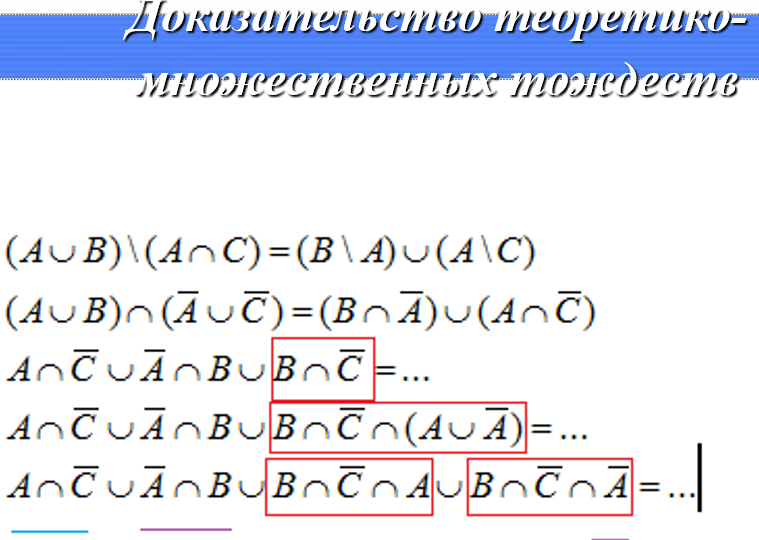 Доказательство теоретико-
множественных тождеств
(A∪B)\(A∩C)=(B\A)∪(A\C)
(A∪B)∩(A̅∪C̅)=(B∩A̅)∪(A∩C̅)
A∩C̅∪A̅∩B∪B∩C̅=...
A∩C̅∪A̅∩B∪B∩C̅∩(A∪A̅)=...
A∩C̅∪A̅∩B∪B∩C̅∩A∪B∩C̅∩A̅=...